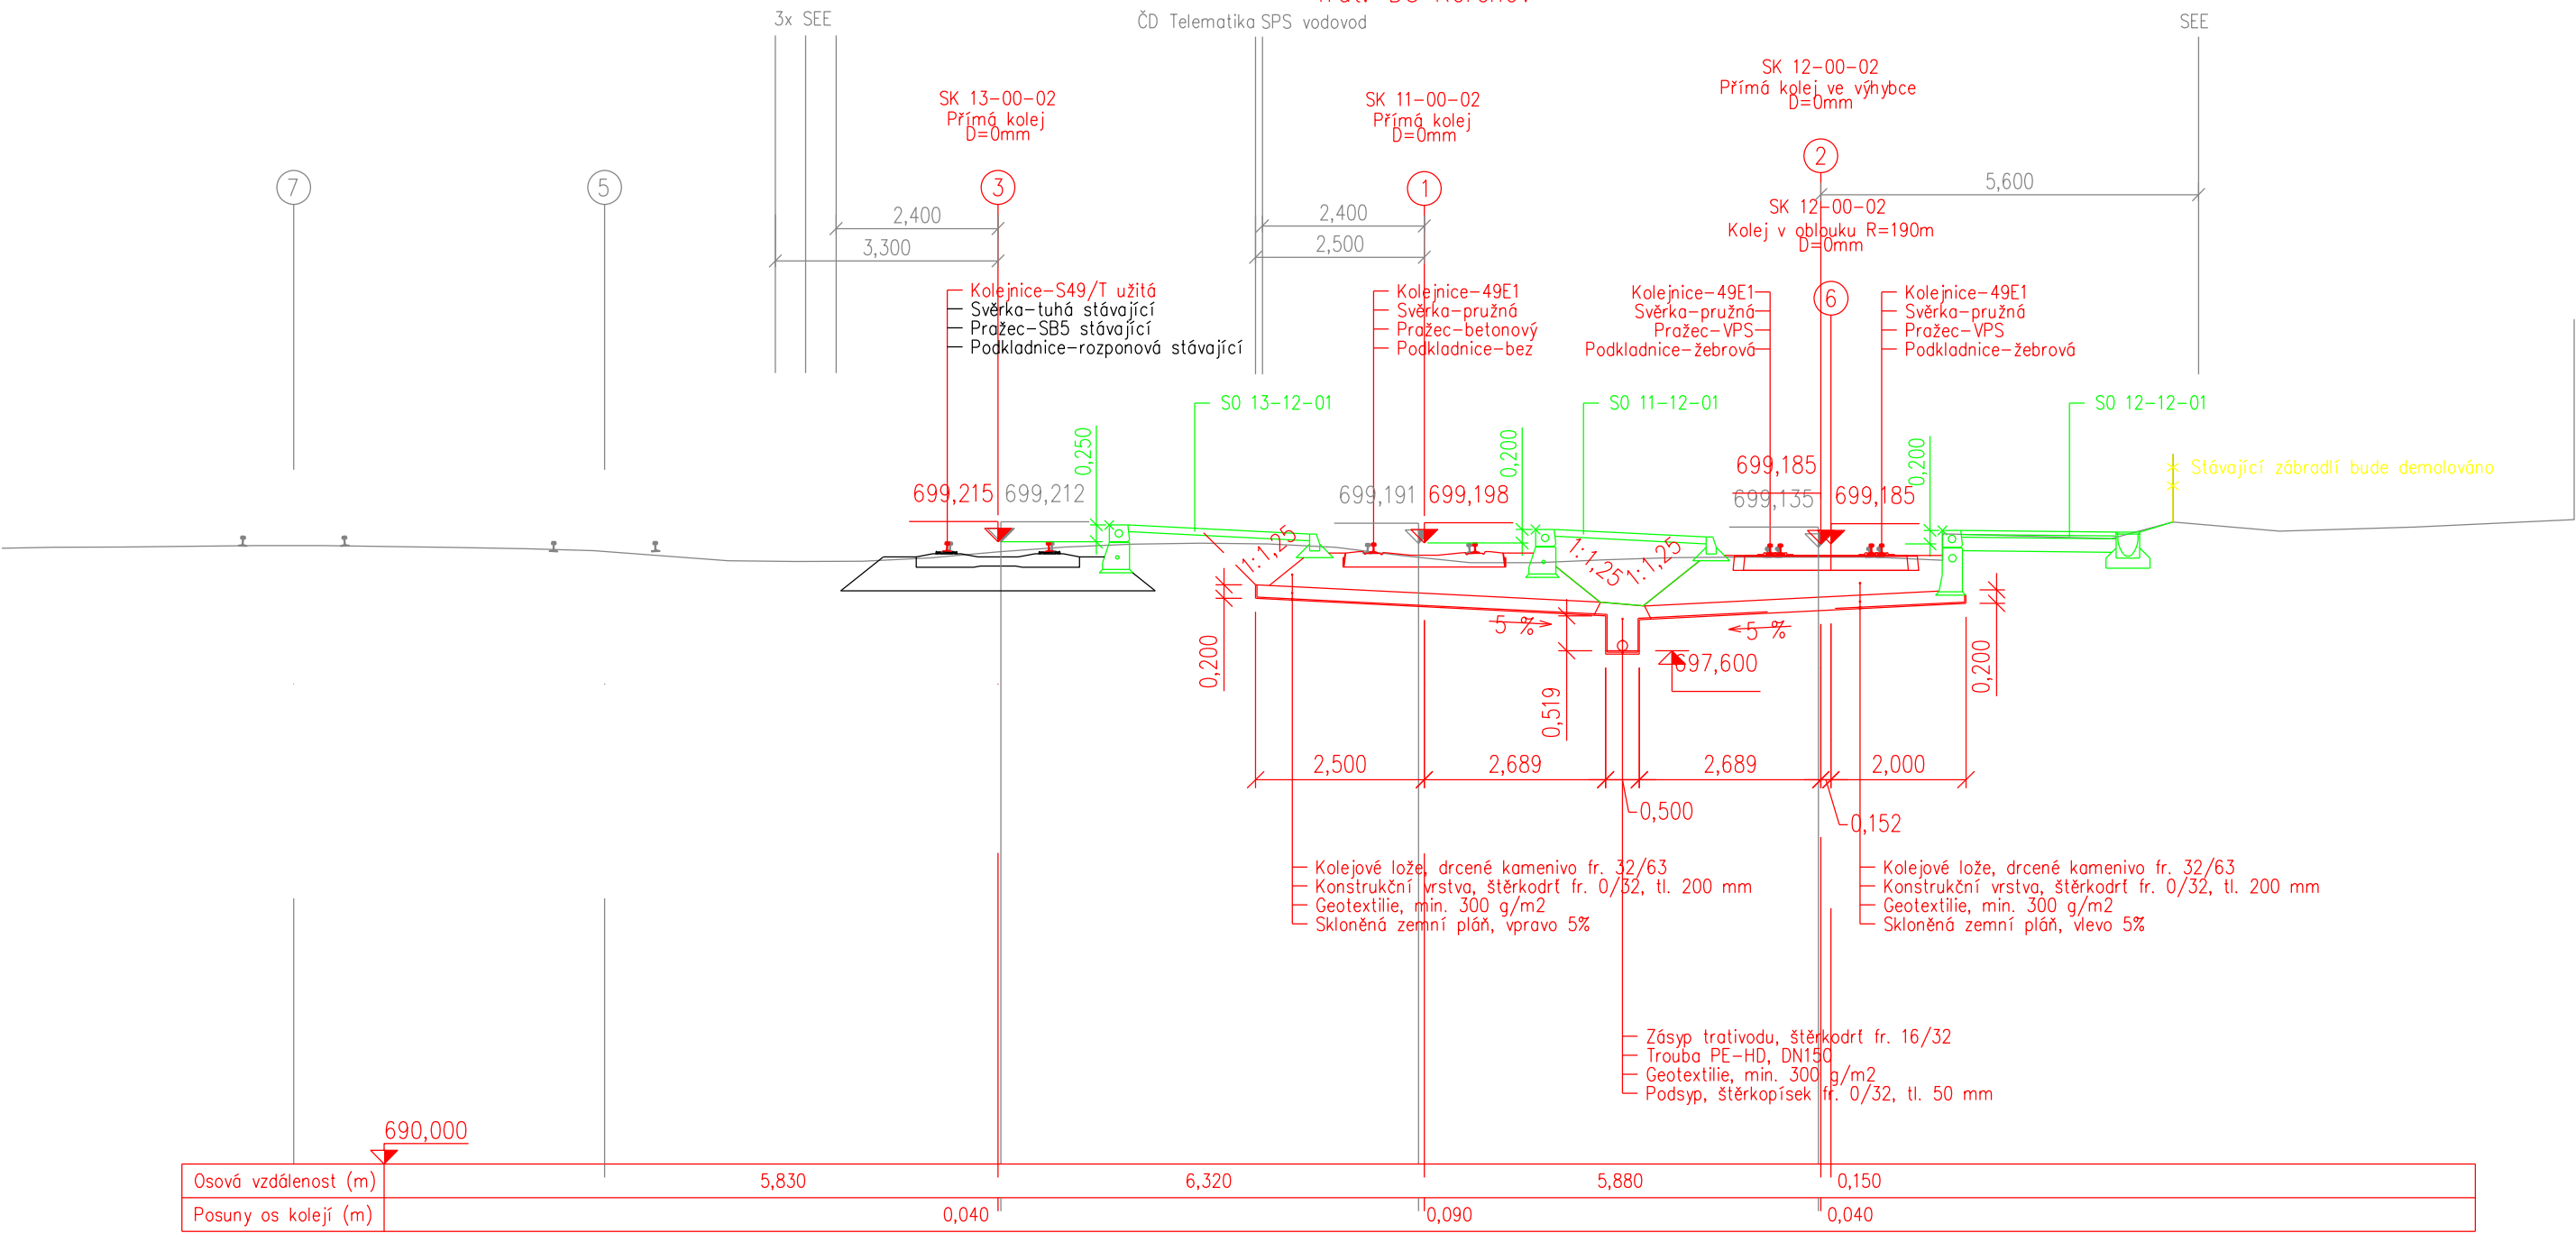 3x SEE
ČD Telematika SPS vodovod
SEE
SK 13-00-02
Přímá kolej
D=0mm
SK 11-00-02
Přímá kolej
D=0mm
SK 12-00-02
Přímá kolej ve výhybce
D=0mm
7
5
3
1
2
5,600
2,400
3,300
2,400
2,500
SK 12-00-02
Kolej v oblouku R=190m
D=0mm
6
Kolejnice-S49/T užitá
Svěrka-tuhá stávající
Pražec-SB5 stávající
Podkladnice-rozponová stávající
Kolejnice-49E1
Svěrka-pružná
Pražec-betonový
Podkladnice-bez
Kolejnice-49E1
Svěrka-pružná
Pražec-VPS
Podkladnice-žebrová
Kolejnice-49E1
Svěrka-pružná
Pražec-VPS
Podkladnice-žebrová
SO 13-12-01
SO 11-12-01
SO 12-12-01
0,250
0,200
0,200
Stávající zábradlí bude demolováno
699,215
699,212
699,191
699,198
699,185
699,135
699,185
1:1,25
1:1,25
1:1,25
5 %
5 %
697,600
0,200
0,519
0,200
2,500
2,689
2,689
2,000
0,500
0,152
Kolejové lože, drcené kamenivo fr. 32/63
Konstrukční vrstva, štěrkodrť fr. 0/32, tl. 200 mm
Geotextilie, min. 300 g/m2
Skloněná zemní pláň, vpravo 5%
Kolejové lože, drcené kamenivo fr. 32/63
Konstrukční vrstva, štěrkodrť fr. 0/32, tl. 200 mm
Geotextilie, min. 300 g/m2
Skloněná zemní pláň, vlevo 5%
Zásyp trativodu, štěrkodrť fr. 16/32
Trouba PE-HD, DN150
Geotextilie, min. 300 g/m2
Podsyp, štěrkopísek fr. 0/32, tl. 50 mm
690,000
Osová vzdálenost (m)
5,830
6,320
5,880
0,150
Posuny os kolejí (m)
0,040
0,090
0,040